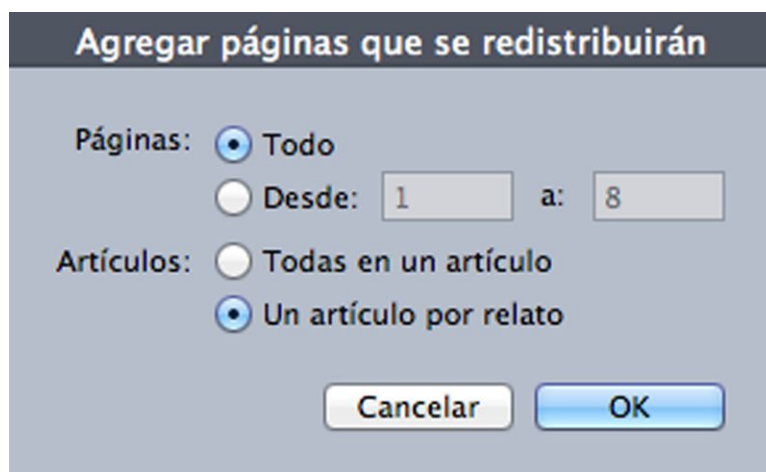 Agregar páginas que se redistribuirán
Páginas: Todo
Desde: 1 a: 8
Artículos: Todas en un artículo
Un artículo por relato
Cancelar OK